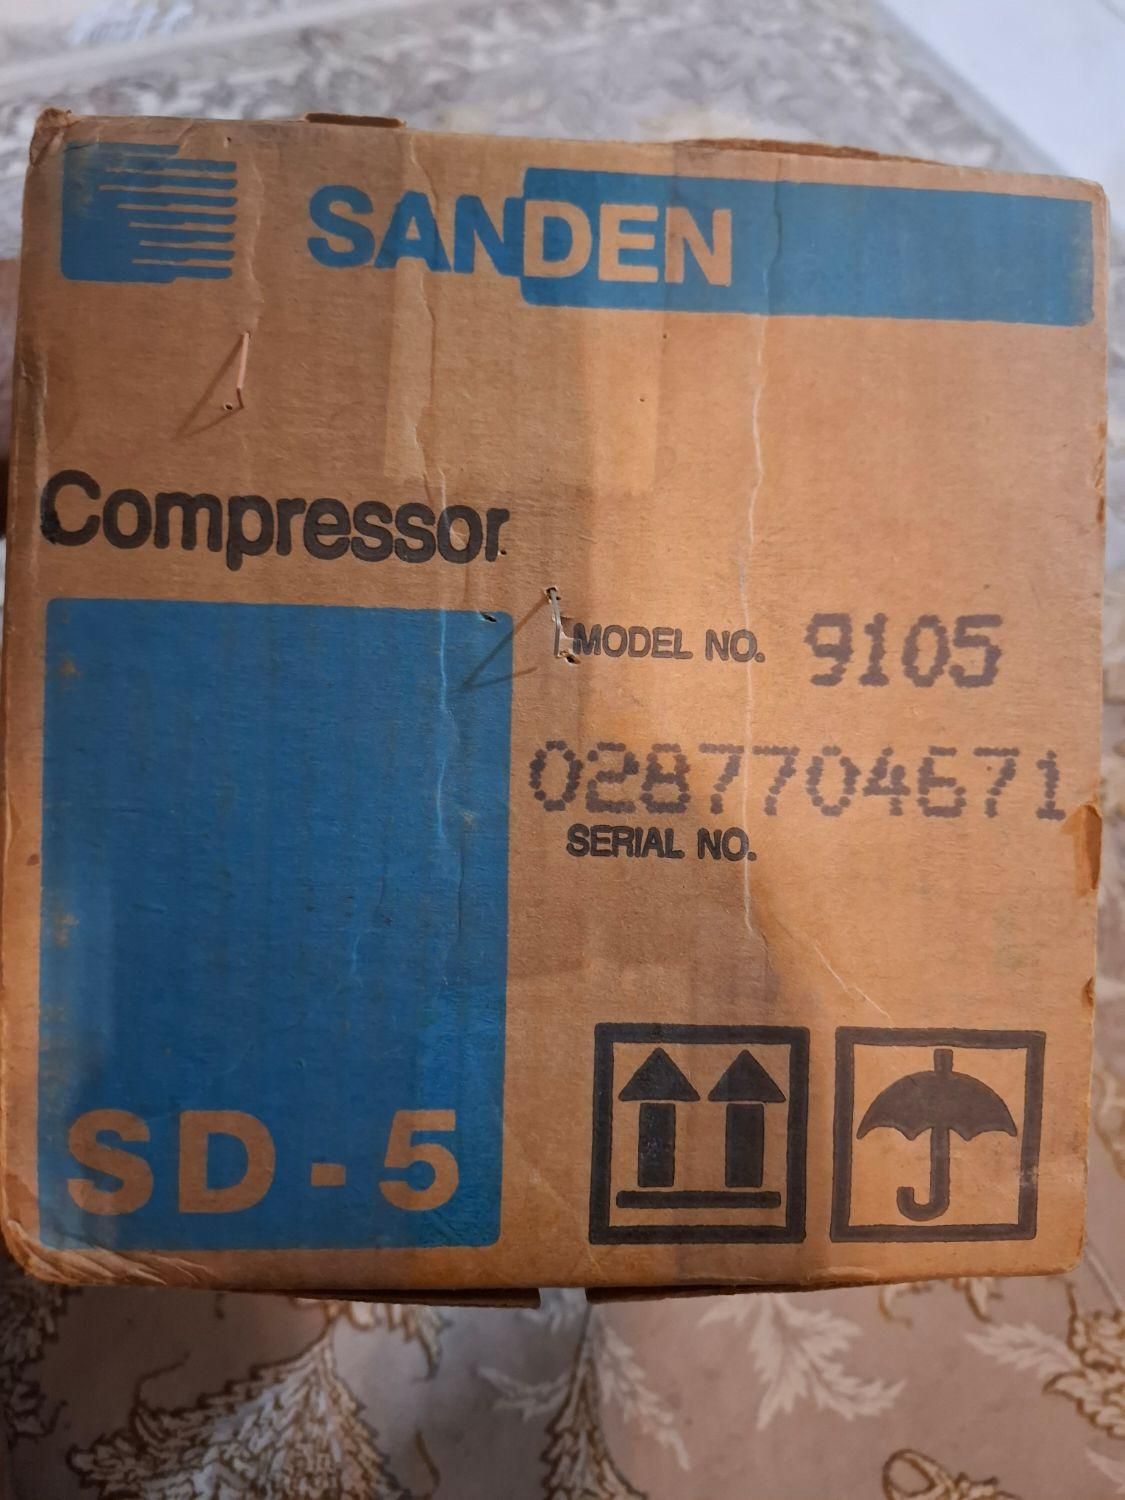 SANDEN
Compressor
MODEL NO. 9105
0287704671
SERIAL NO.
SD-5